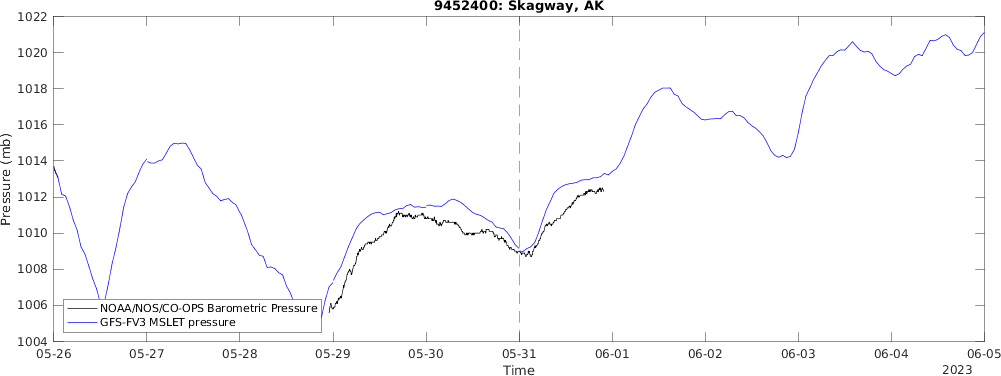 9452400: Skagway, AK
1022
1020
1018
1016
1014
1012
1010
1008
1006
1004
Pressure (mb)
NOAA/NOS/CO-OPS Barometric Pressure
GFS-FV3 MSLET pressure
05-26 05-27 05-28 05-29 05-30 05-31 06-01 06-02 06-03 06-04 06-05
Time
2023